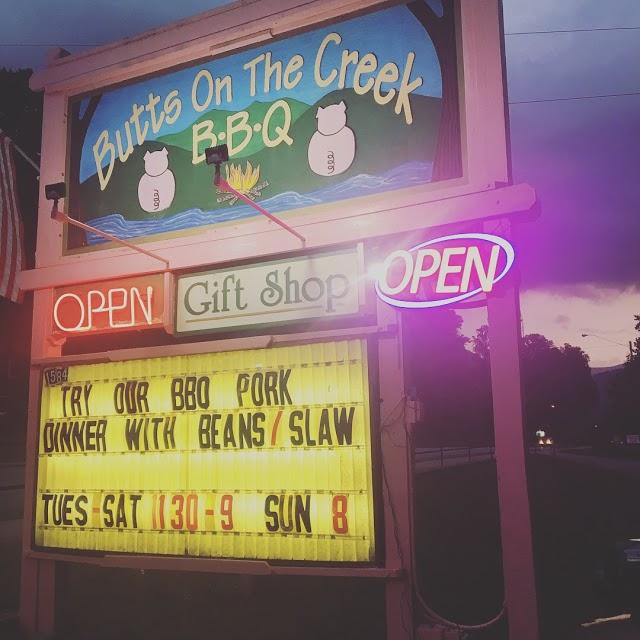 Butts On The Creek
B·B·Q
OPEN
Gift Shop
OPEN
1584
TRY OUR BBQ PORK
DINNER WITH BEANS/SLAW
TUES-SAT 1130-9 SUN 8